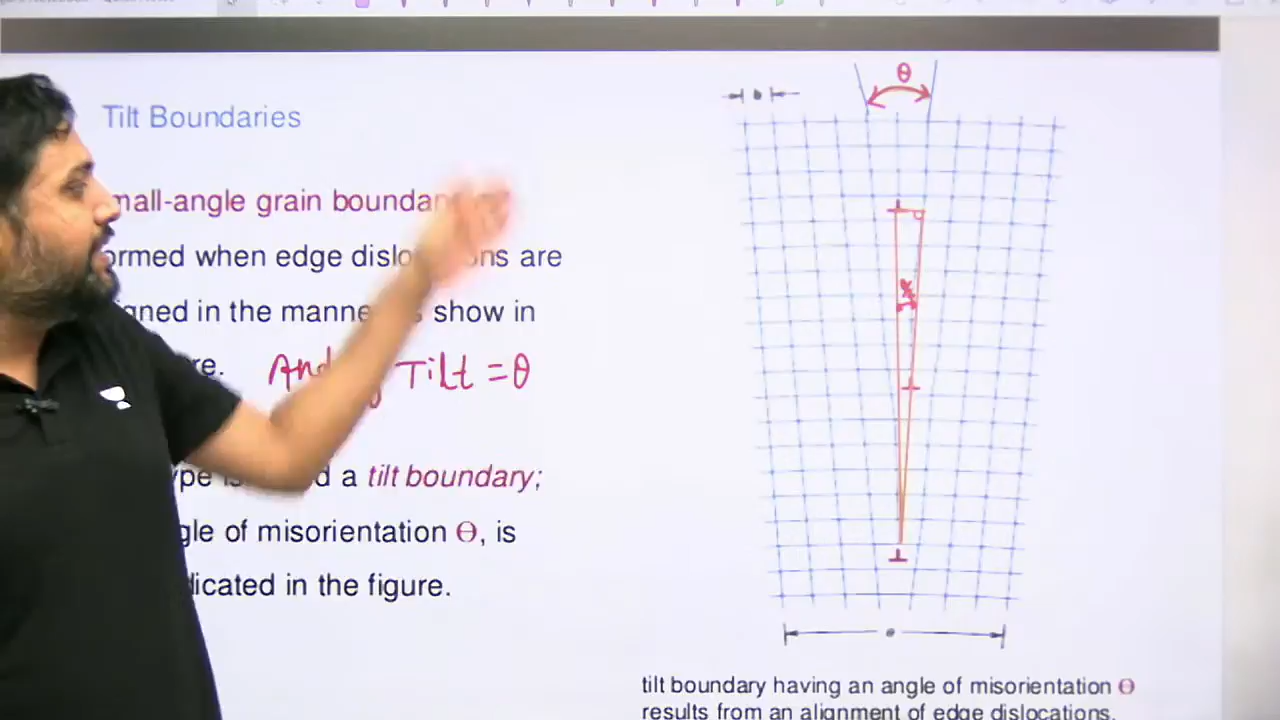 Tilt Boundaries
mall-angle grain boundar
ormed when edge dislo ons are
gned in the manne s show in
re.
Tilt = θ
ype is d a tilt boundary;
gle of misorientation Θ, is
dicated in the figure.
θ
tilt boundary having an angle of misorientation Θ
results from an alignment of edge dislocations.